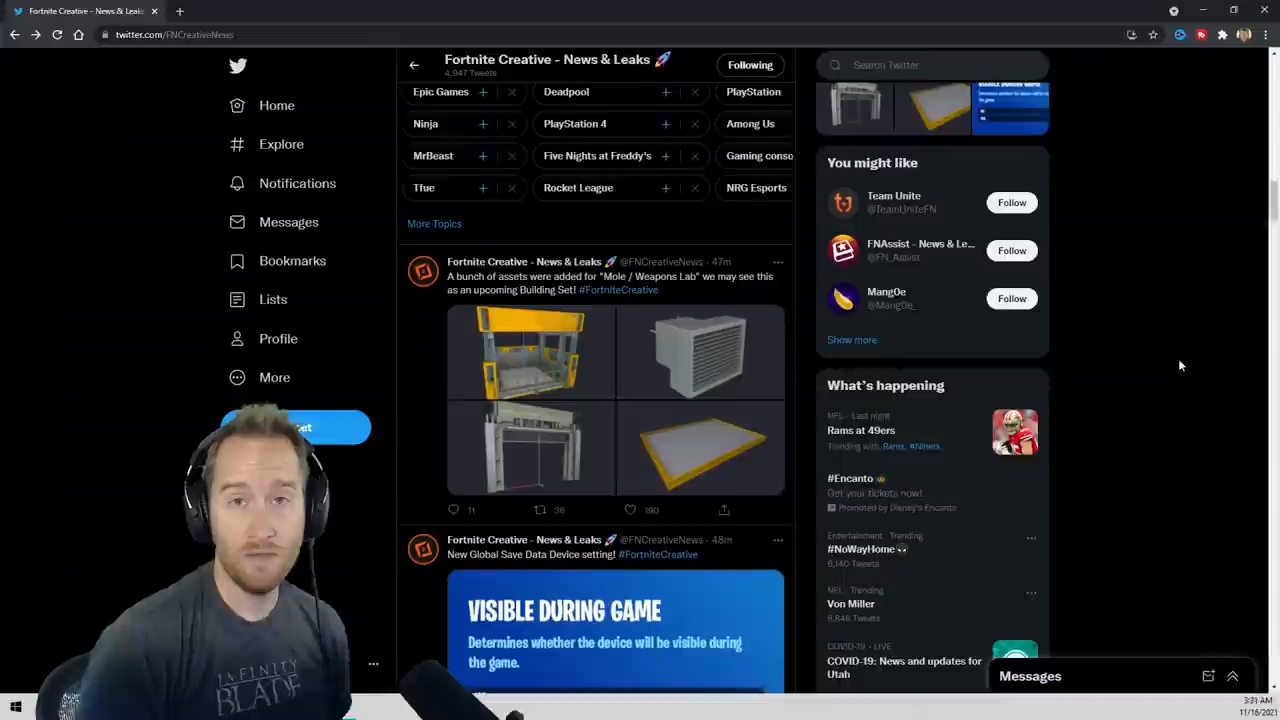 Fortnite Creative - News & Leaks
twitter.com/FNCreativeNews
Fortnite Creative - News & Leaks 🚀
4,947 Tweets
Following
Search Twitter
Home
Explore
Notifications
Messages
Bookmarks
Lists
Profile
More
Epic Games
Deadpool
PlayStation
Ninja
PlayStation 4
Among Us
MrBeast
Five Nights at Freddy's
Gaming conso
Tfue
Rocket League
NRG Esports
More Topics
Fortnite Creative - News & Leaks 🚀 @FNCreativeNews · 47m
A bunch of assets were added for "Mole / Weapons Lab" we may see this
as an upcoming Building Set! #FortniteCreative
11
36
190
Fortnite Creative - News & Leaks 🚀 @FNCreativeNews · 48m
New Global Save Data Device setting! #FortniteCreative
VISIBLE DURING GAME
Determines whether the device will be visible during
the game.
You might like
Team Unite
@TeamUniteFN
Follow
FNAssist - News & Le...
@FN_Assist
Follow
Mang0e
@Mang0e_
Follow
Show more
What's happening
NFL · Last night
Rams at 49ers
Trending with Rams, #Niners
#Encanto
Get your tickets now!
Promoted by Disney's Encanto
Entertainment · Trending
#NoWayHome
6,140 Tweets
NFL · Trending
Von Miller
8,848 Tweets
COVID-19 · LIVE
COVID-19: News and updates for
Utah
Messages
INFINITY
BLADE
3:31 AM
11/16/2021